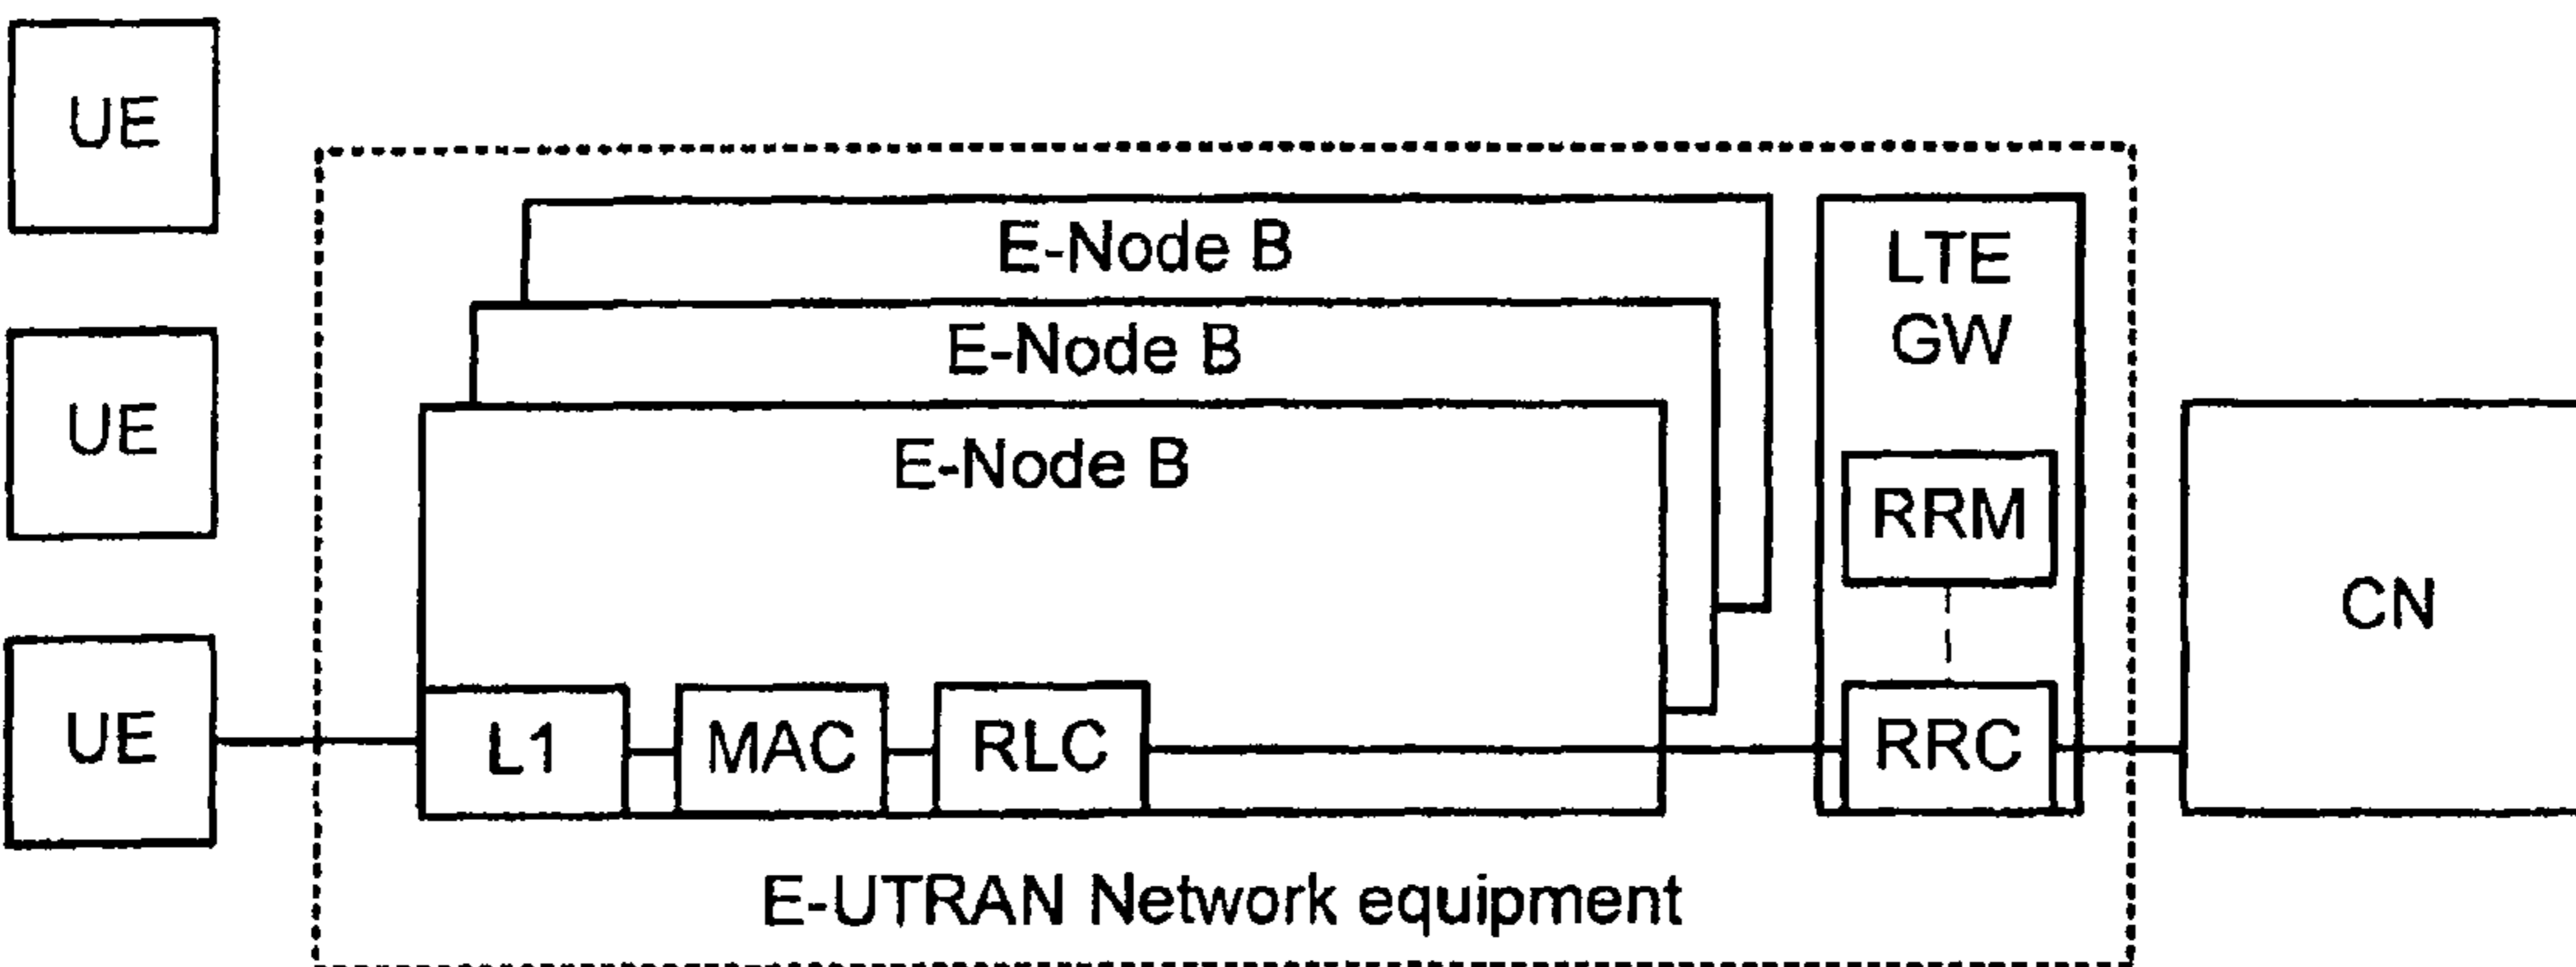 UE
UE
UE
E-Node B
E-Node B
E-Node B
L1
MAC
RLC
LTE
GW
RRM
RRC
CN
E-UTRAN Network equipment